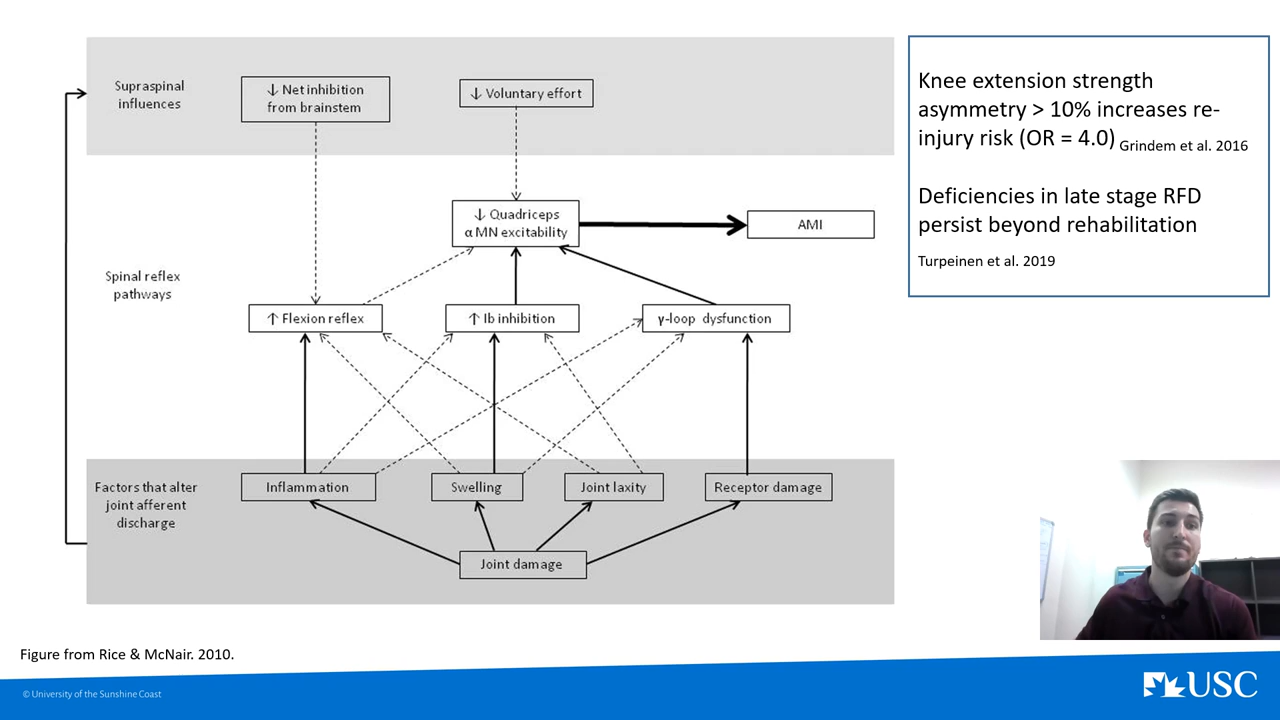 Supraspinal
influences
↓ Net inhibition
from brainstem
↓ Voluntary effort
↓ Quadriceps
α MN excitability
AMI
Spinal reflex
pathways
↑ Flexion reflex
↑ Ib inhibition
γ-loop dysfunction
Factors that alter
joint afferent
discharge
Inflammation
Swelling
Joint laxity
Receptor damage
Joint damage
Knee extension strength
asymmetry > 10% increases re-
injury risk (OR = 4.0) Grindem et al. 2016
Deficiencies in late stage RFD
persist beyond rehabilitation
Turpeinen et al. 2019
Figure from Rice & McNair. 2010.
© University of the Sunshine Coast
USC